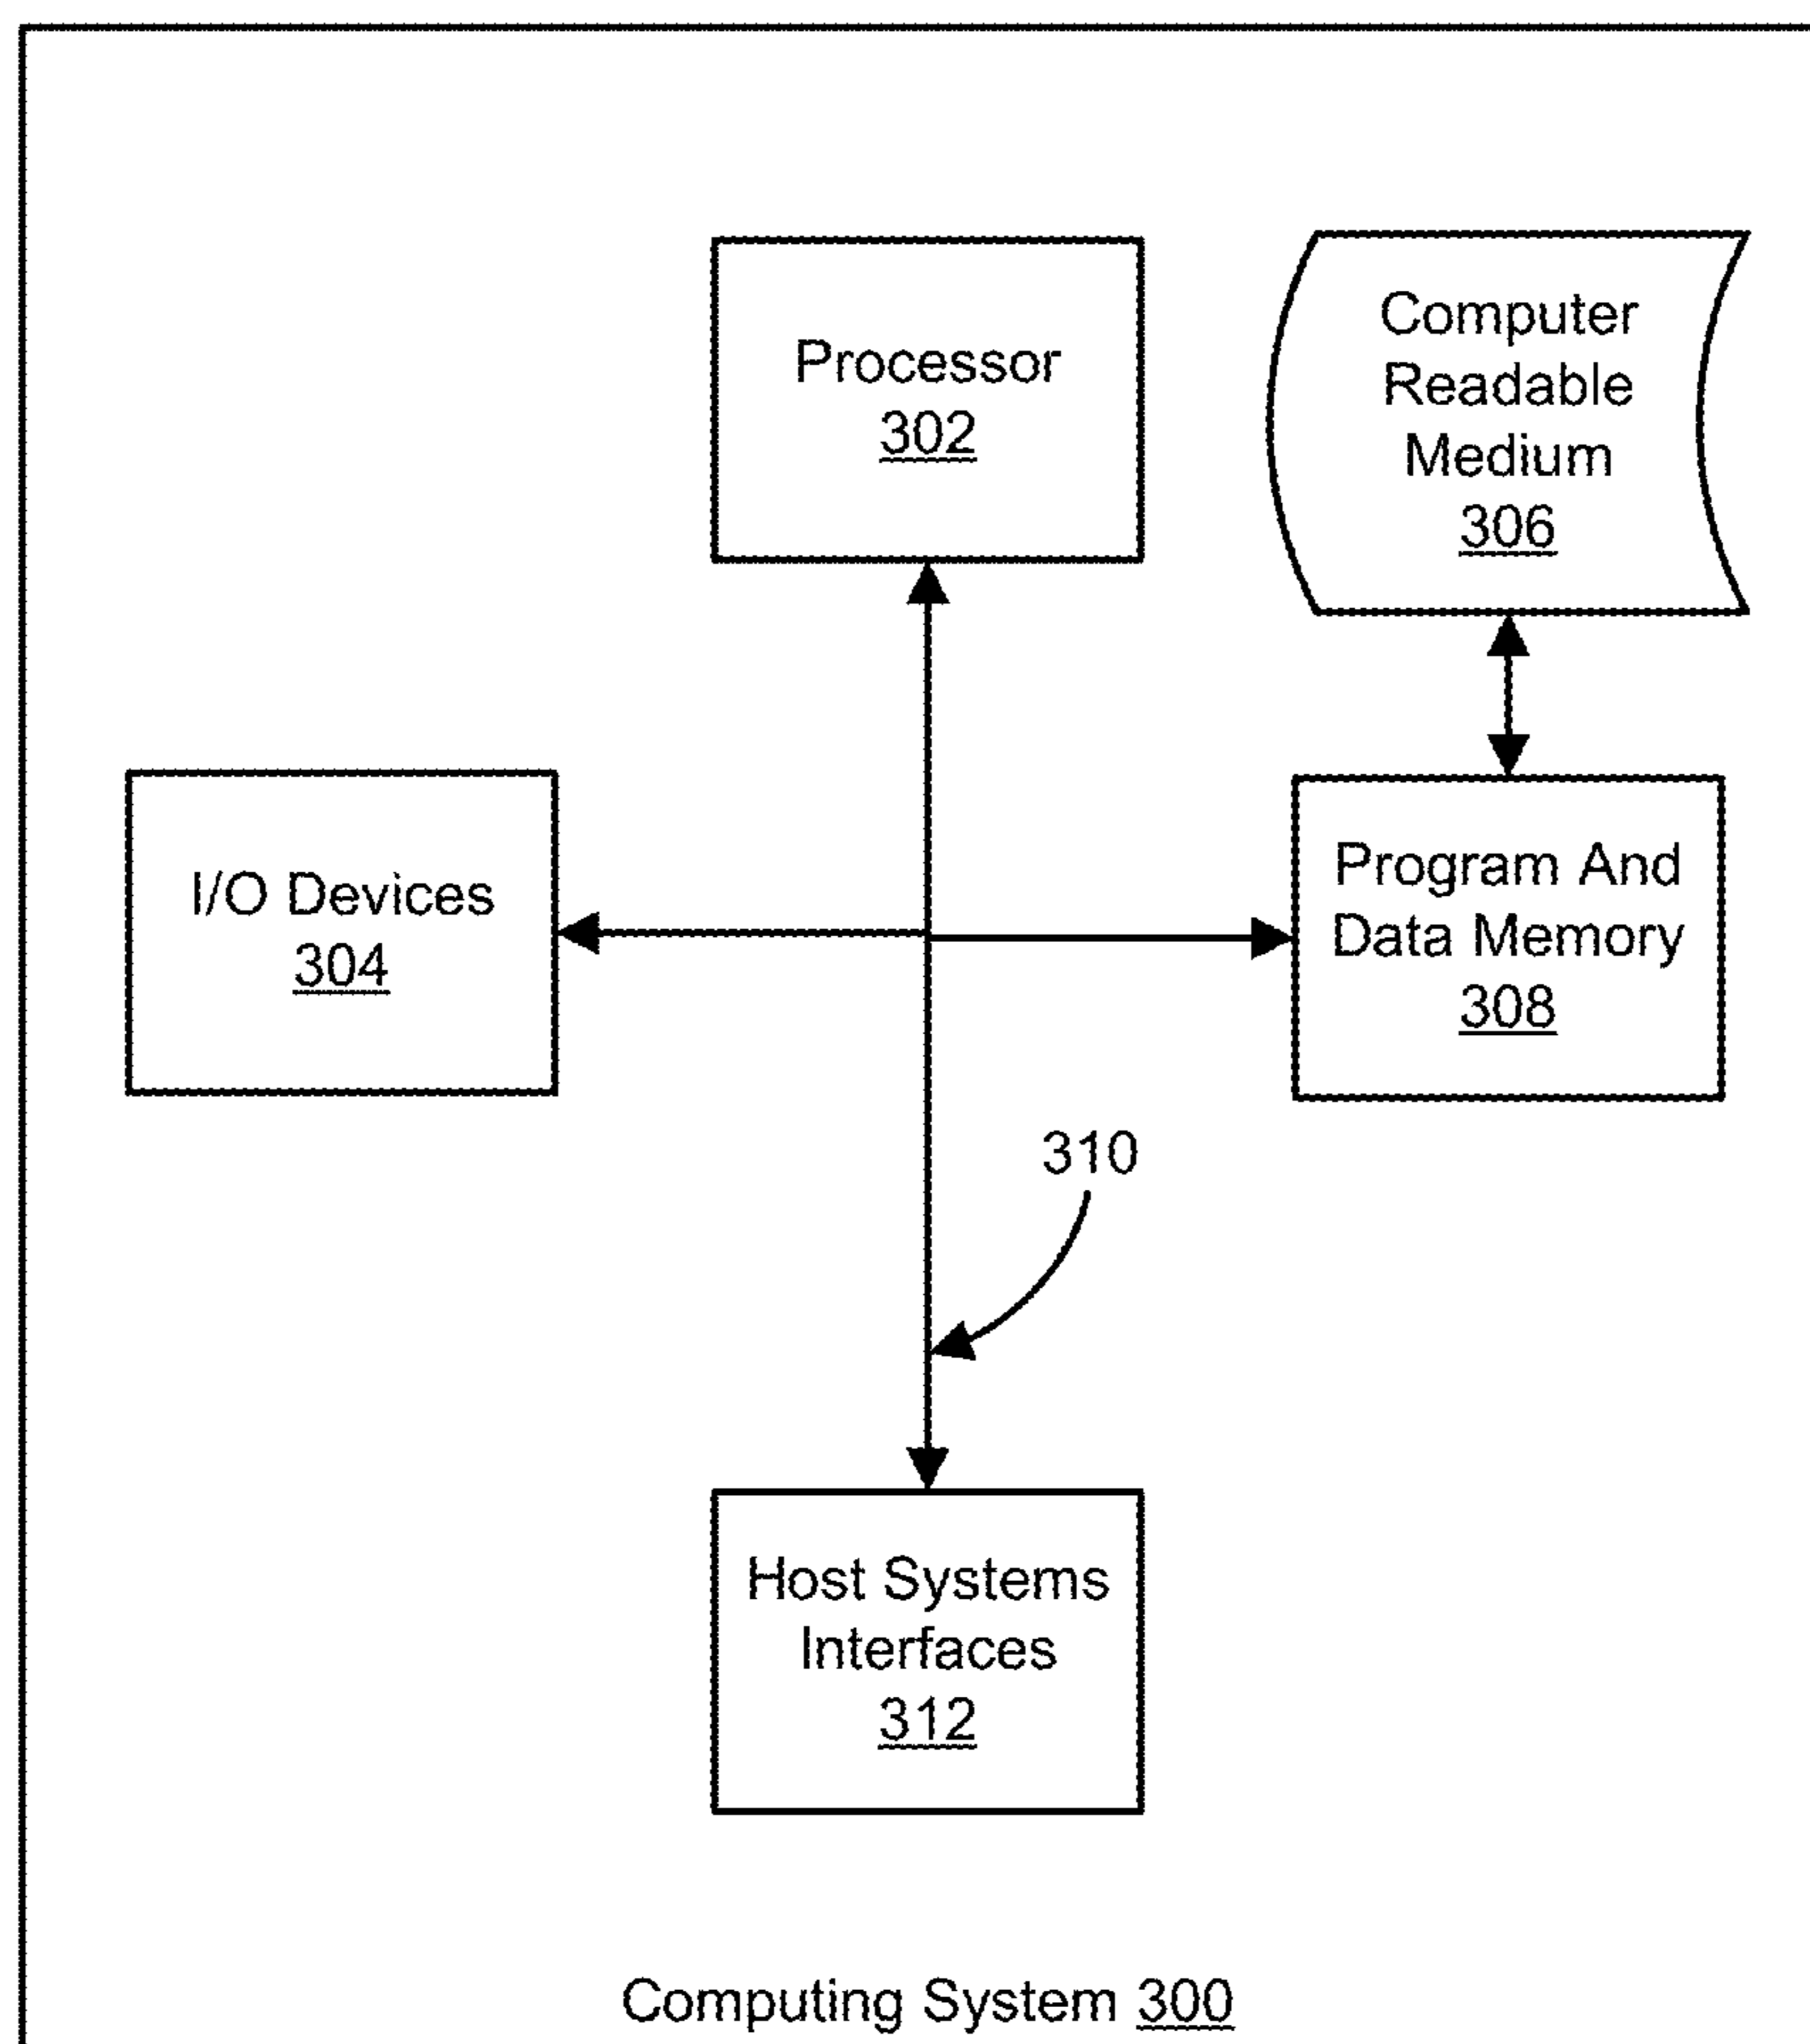 Processor
302
Computer
Readable
Medium
306
I/O Devices
304
Program And
Data Memory
308
310
Host Systems
Interfaces
312
Computing System 300